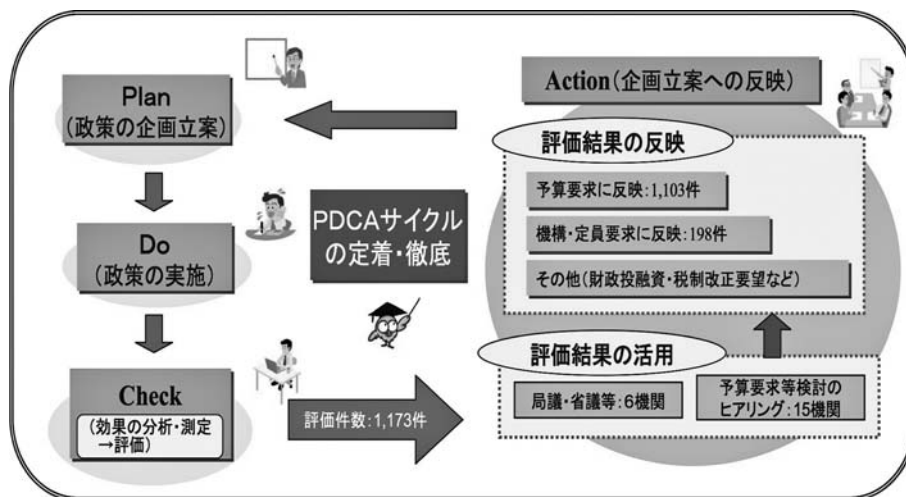 Plan
(政策の企画立案)
Do
(政策の実施)
Check
(効果の分析・測定
→評価)
PDCAサイクル
の定着・徹底
評価件数:1,173件
Action(企画立案への反映)
評価結果の反映
予算要求に反映:1,103件
機構・定員要求に反映:198件
その他(財政投融資・税制改正要望など)
評価結果の活用
局議・省議等:6機関
予算要求等検討の
ヒアリング:15機関